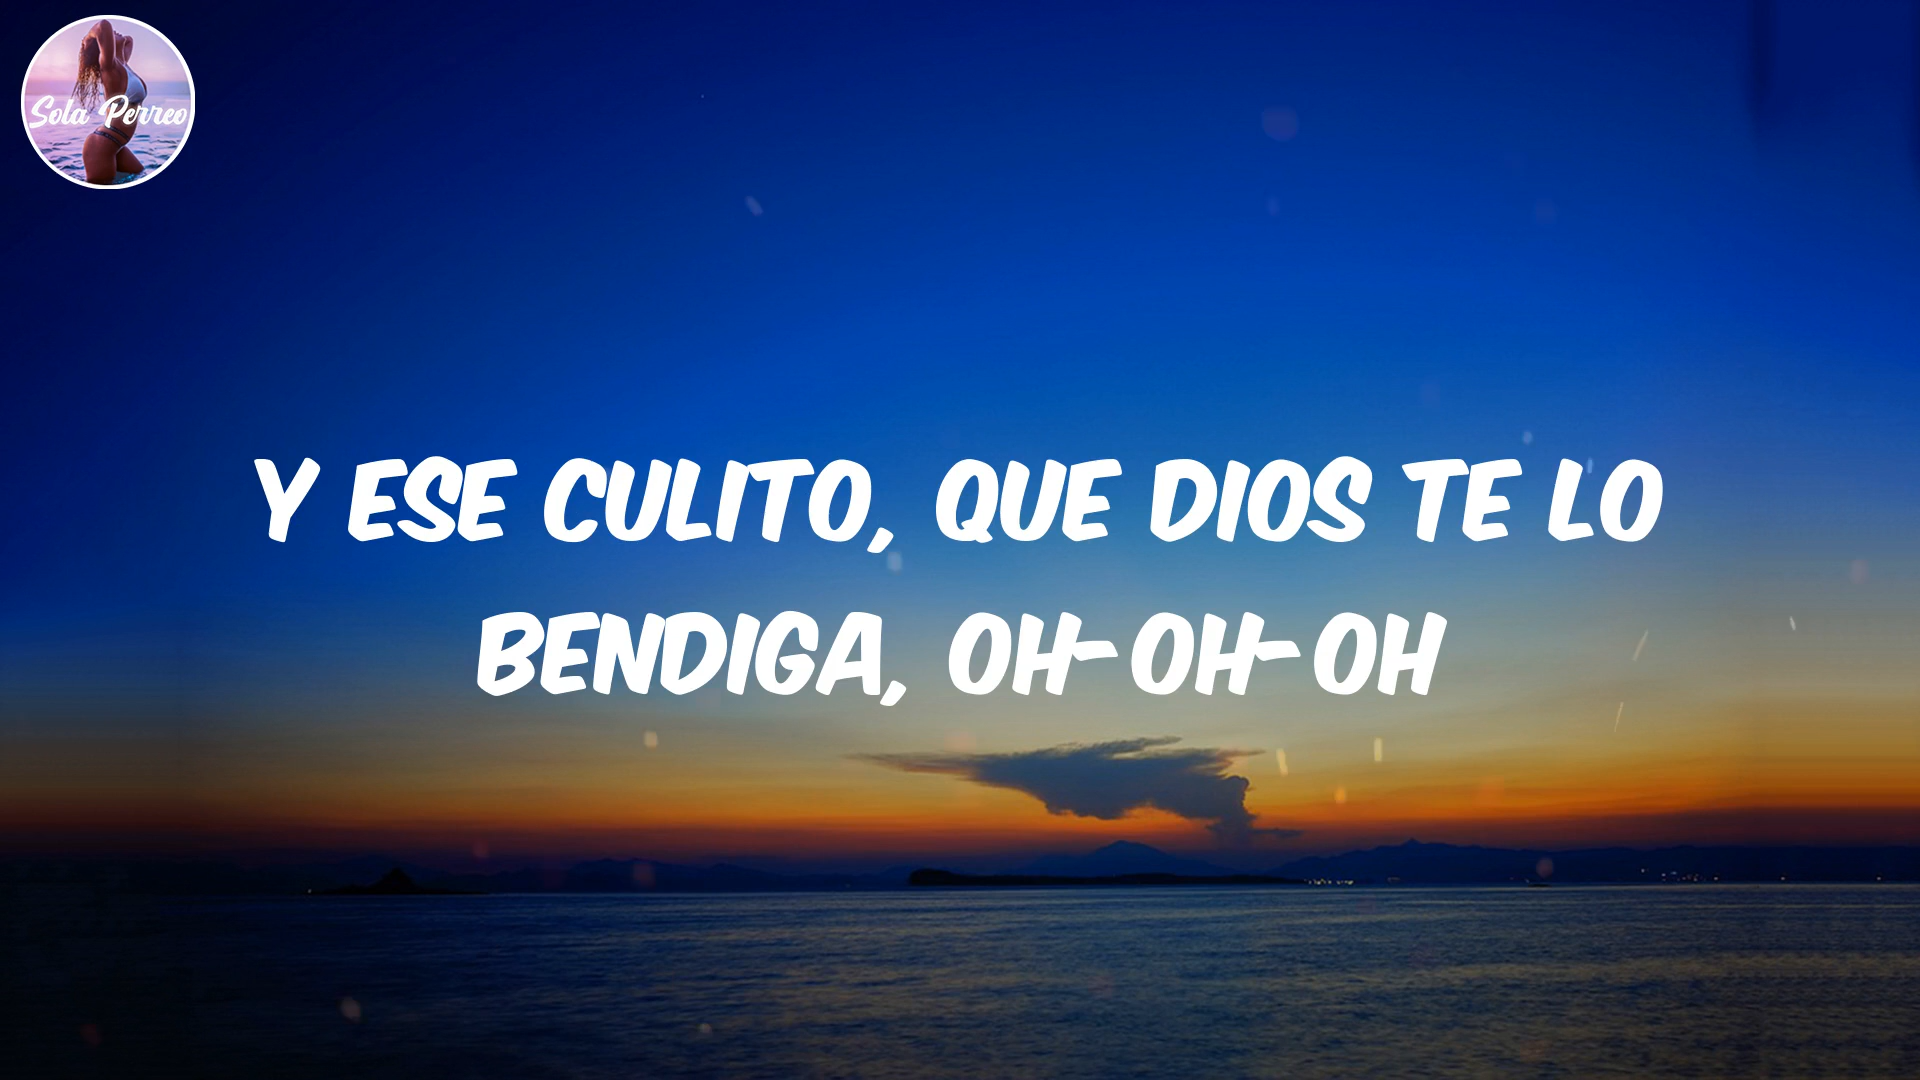 Sola Perreo
Y ESE CULITO, QUE DIOS TE LO
BENDIGA, OH-OH-OH